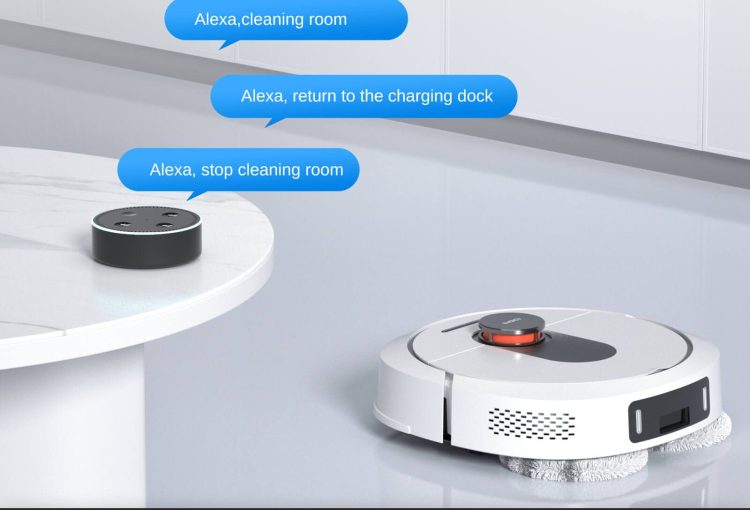 Alexa,cleaning room
Alexa, return to the charging dock
Alexa, stop cleaning room